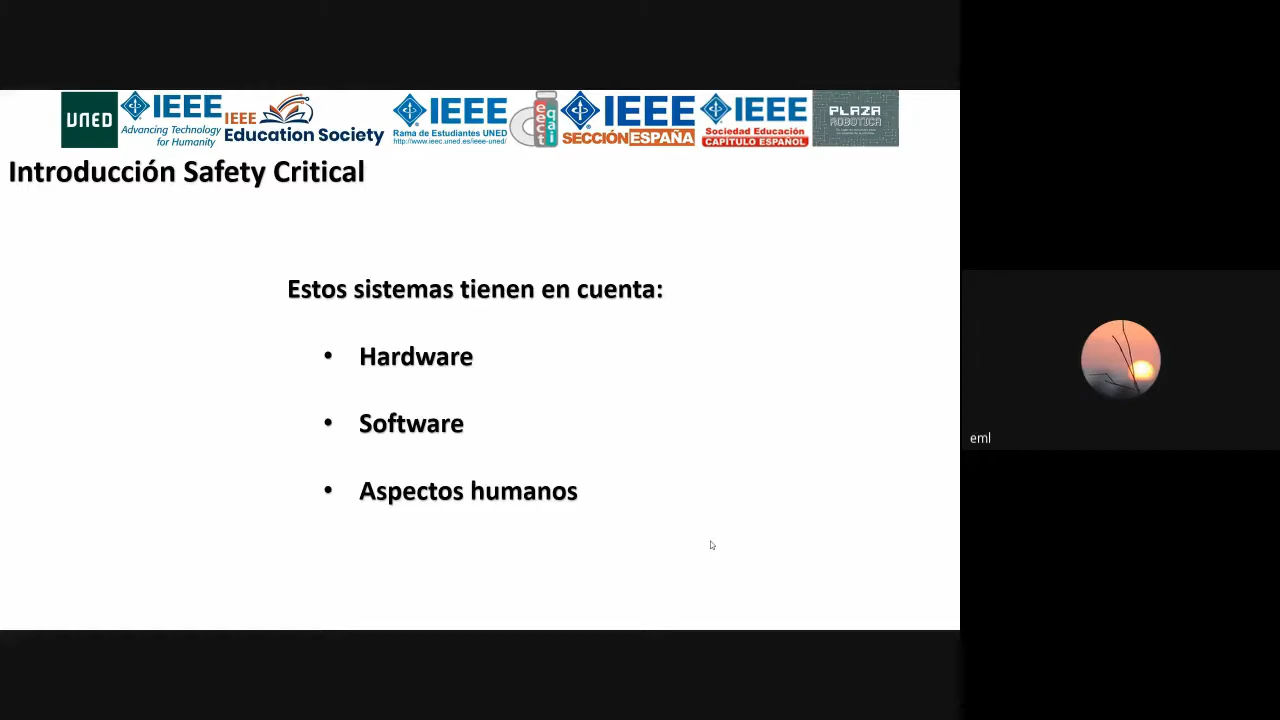 UNED
IEEE
Advancing Technology
for Humanity
IEEE
Education Society
IEEE
Rama de Estudiantes UNED
http://www.ieec.uned.es/ieee-uned/
IEEE
SECCIÓN ESPAÑA
IEEE
Sociedad Educación
CAPÍTULO ESPAÑOL
PLAZA
ROBOTICA
Introducción Safety Critical
Estos sistemas tienen en cuenta:
• Hardware
• Software
• Aspectos humanos
eml